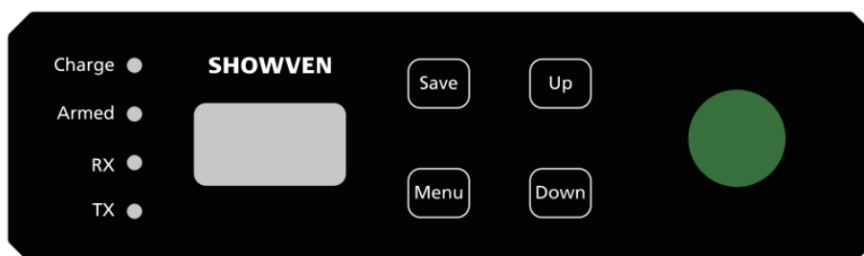 Charge
Armed
RX
TX
SHOWVEN
Save
Up
Menu
Down